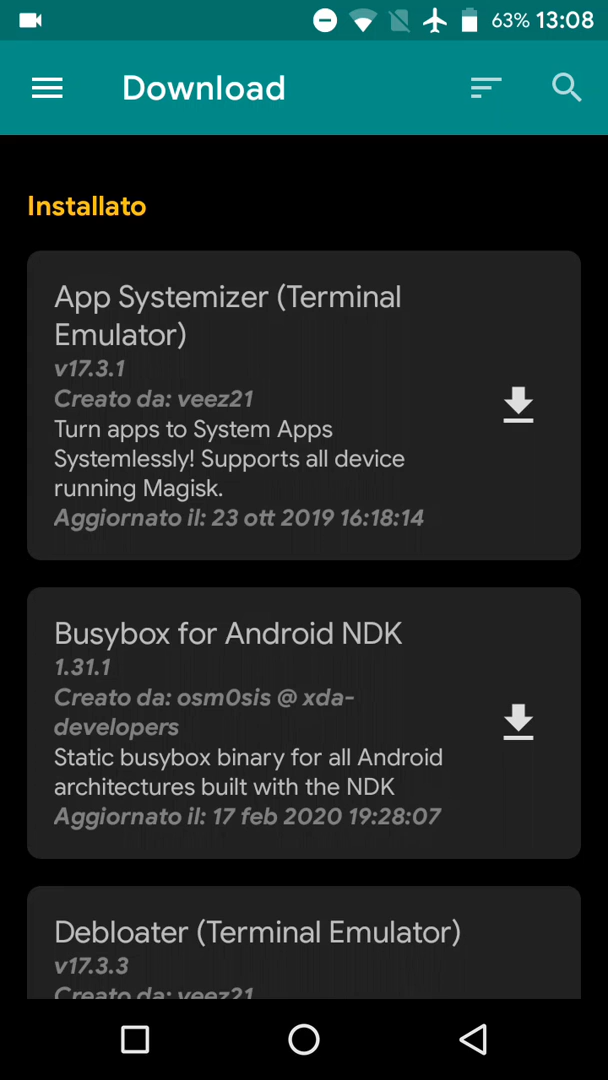 63% 13:08
Download
Installato
App Systemizer (Terminal
Emulator)
v17.3.1
Creato da: veez21
Turn apps to System Apps
Systemlessly! Supports all device
running Magisk.
Aggiornato il: 23 ott 2019 16:18:14
Busybox for Android NDK
1.31.1
Creato da: osm0sis @ xda-
developers
Static busybox binary for all Android
architectures built with the NDK
Aggiornato il: 17 feb 2020 19:28:07
Debloater (Terminal Emulator)
v17.3.3
Creato da: veez21